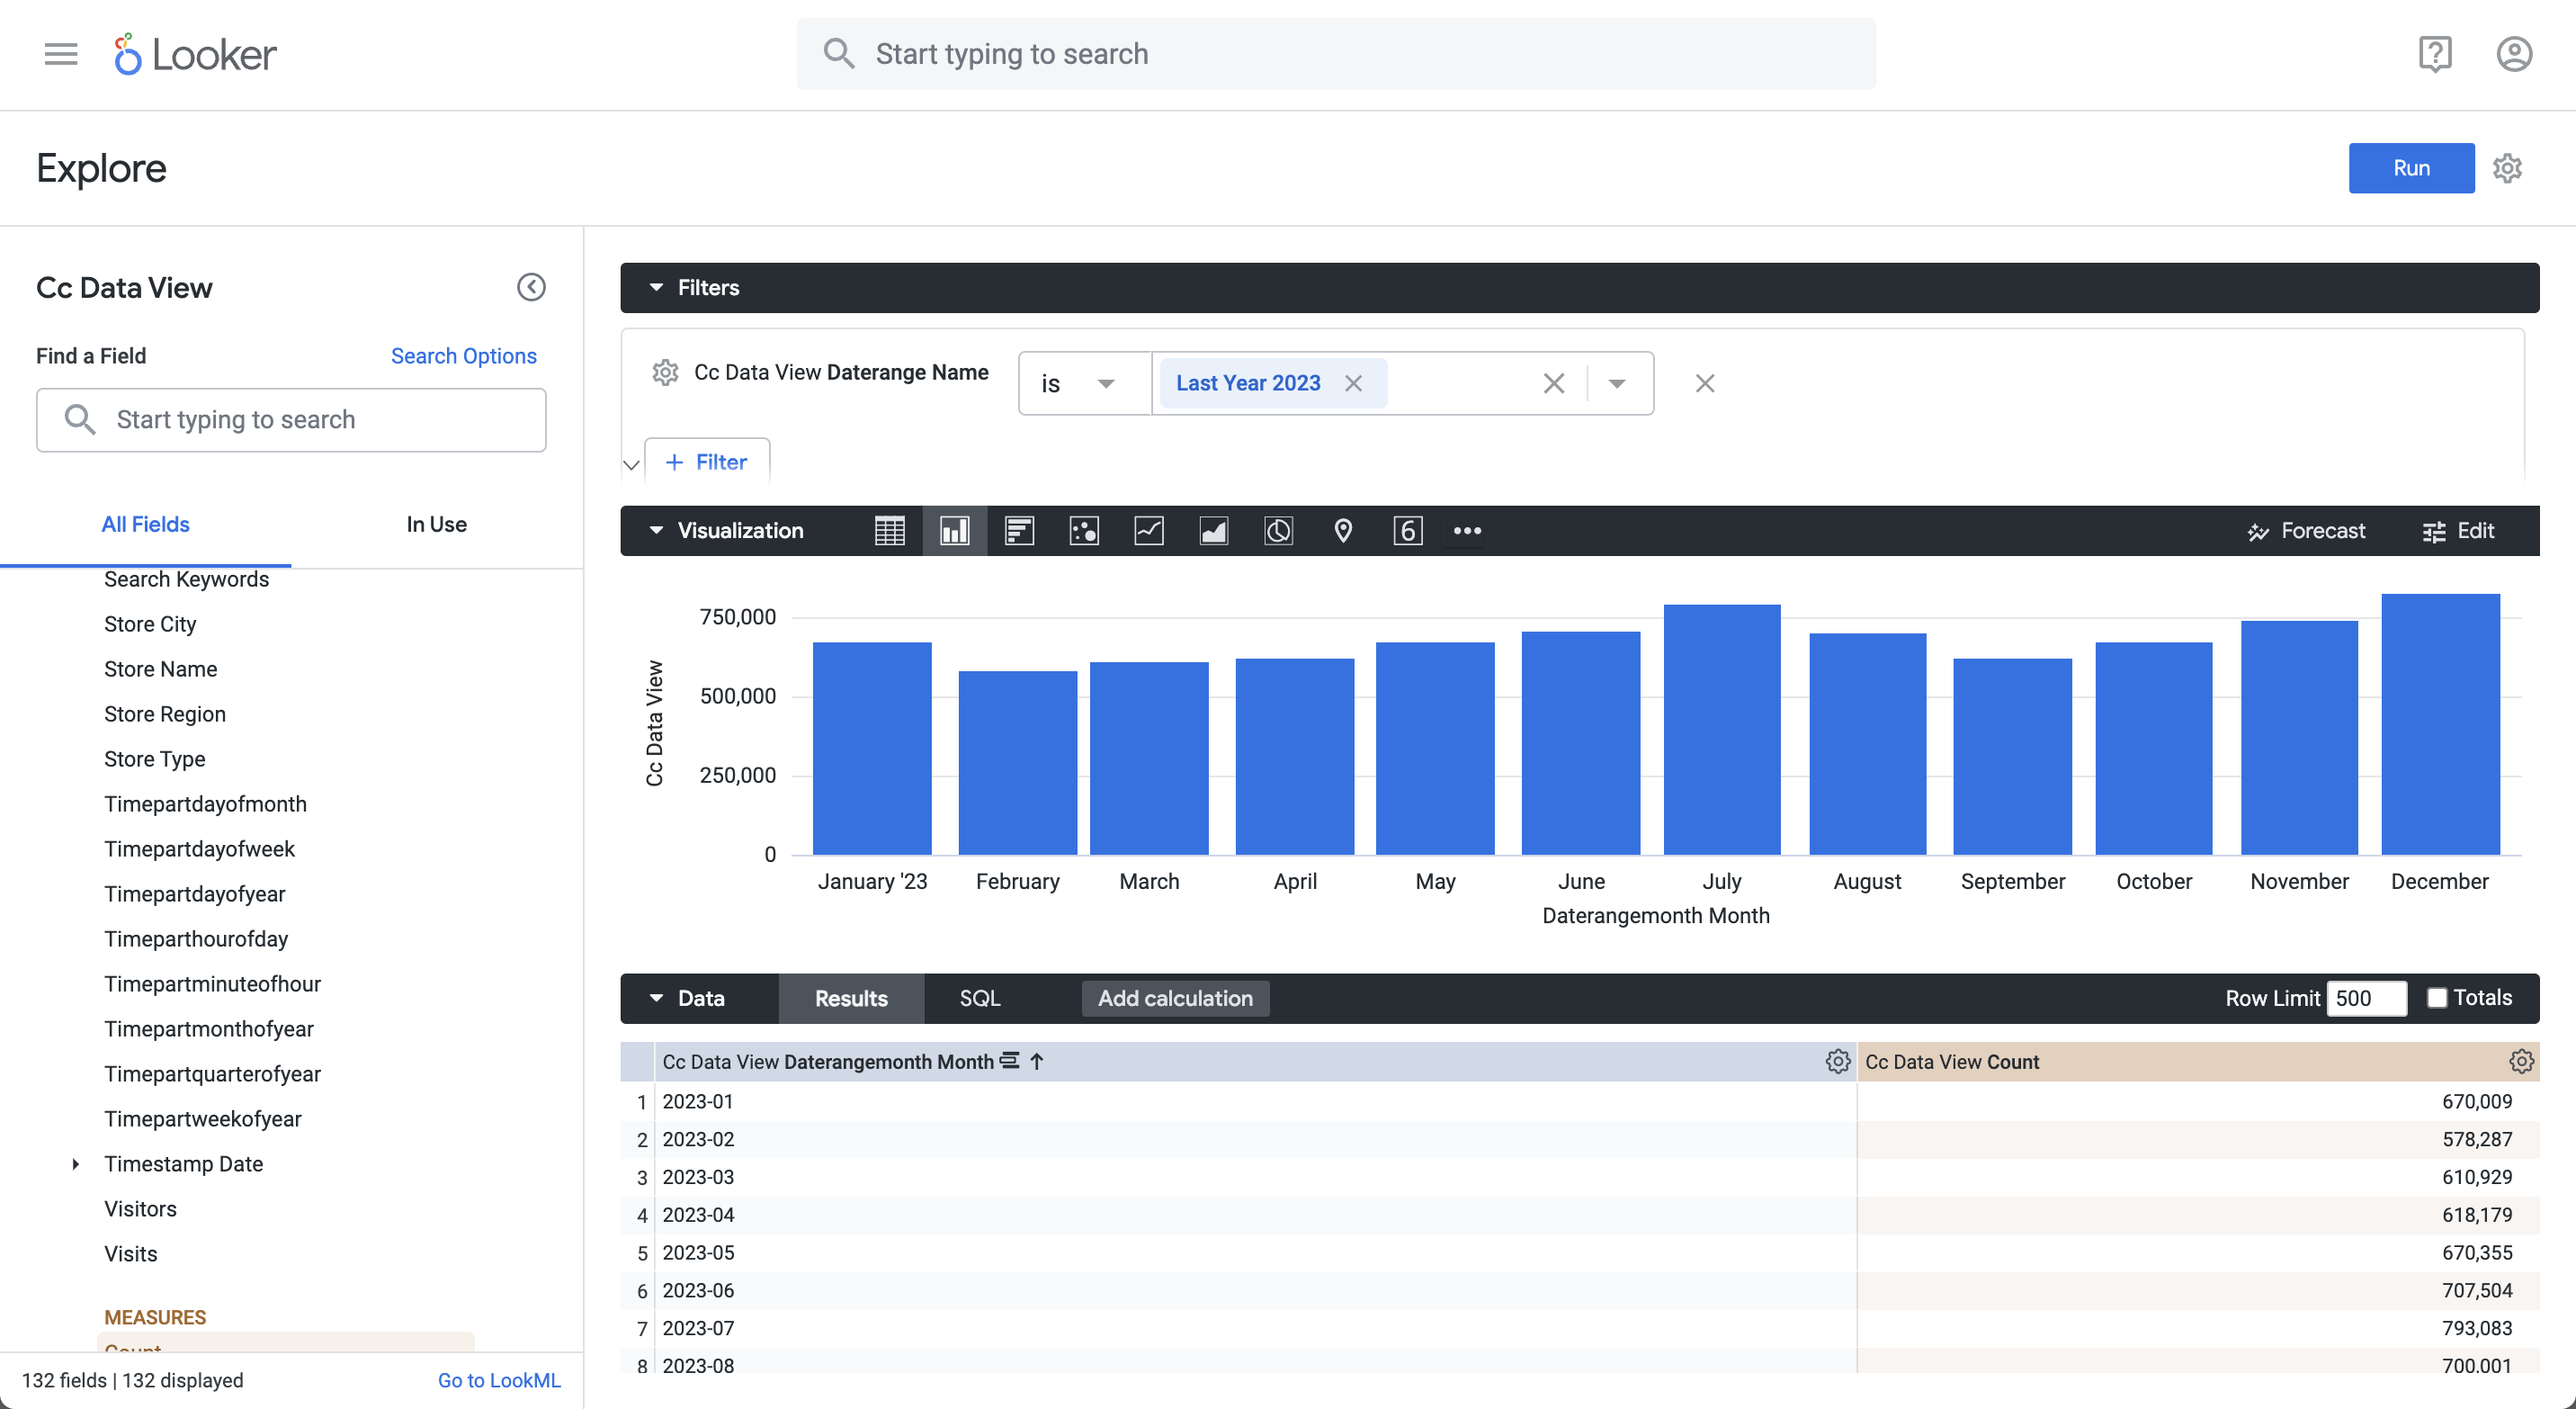 Looker
Start typing to search
Explore
Run
Cc Data View
Find a Field
Search Options
Start typing to search
All Fields
In Use
Search Keywords
Store City
Store Name
Store Region
Store Type
Timepartdayofmonth
Timepartdayofweek
Timepartdayofyear
Timeparthourofday
Timepartminuteofhour
Timepartmonthofyear
Timepartquarterofyear
Timepartweekofyear
Timestamp Date
Visitors
Visits
MEASURES
Count
132 fields | 132 displayed
Go to LookML
Filters
Cc Data View Daterange Name
is
Last Year 2023
+ Filter
Visualization
6
Forecast
Edit
Cc Data View
750,000
500,000
250,000
0
January '23 February March April May June July August September October November December
Daterangemonth Month
Data Results SQL Add calculation Row Limit 500 Totals
Cc Data View Daterangemonth Month Cc Data View Count
1 2023-01 670,009
2 2023-02 578,287
3 2023-03 610,929
4 2023-04 618,179
5 2023-05 670,355
6 2023-06 707,504
7 2023-07 793,083
8 2023-08 700,001